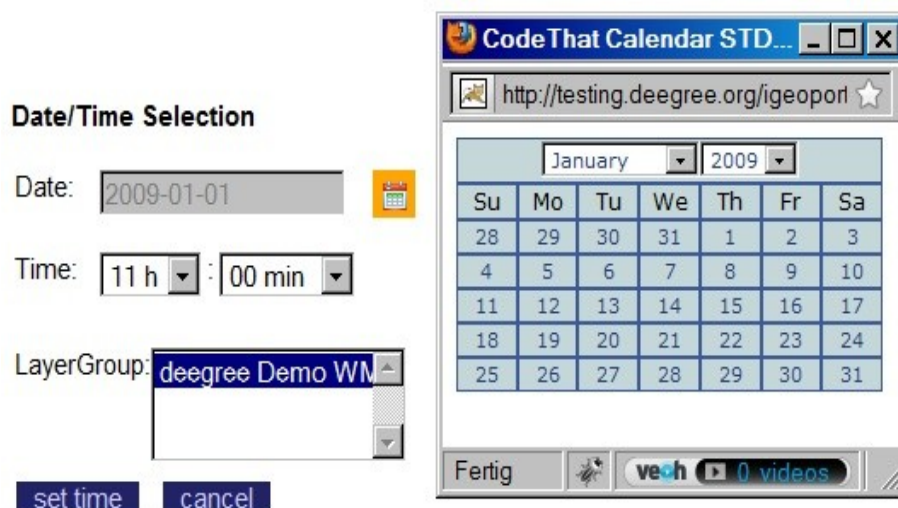 Date/Time Selection
Date: 2009-01-01
Time: 11 h : 00 min
LayerGroup: deegree Demo WM
set time cancel
CodeThat Calendar STD...
http://testing.deegree.org/igeoport
January 2009
Su Mo Tu We Th Fr Sa
28 29 30 31 1 2 3
4 5 6 7 8 9 10
11 12 13 14 15 16 17
18 19 20 21 22 23 24
25 26 27 28 29 30 31
Fertig veoh 0 videos